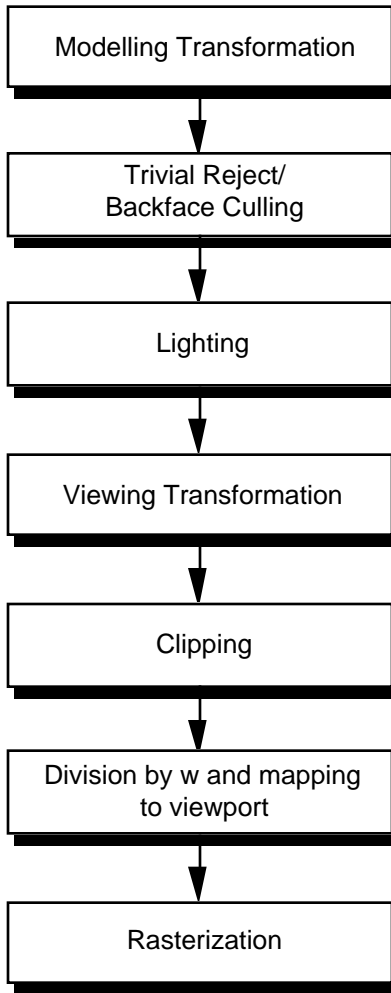 Modelling Transformation
Trivial Reject/
Backface Culling
Lighting
Viewing Transformation
Clipping
Division by w and mapping
to viewport
Rasterization